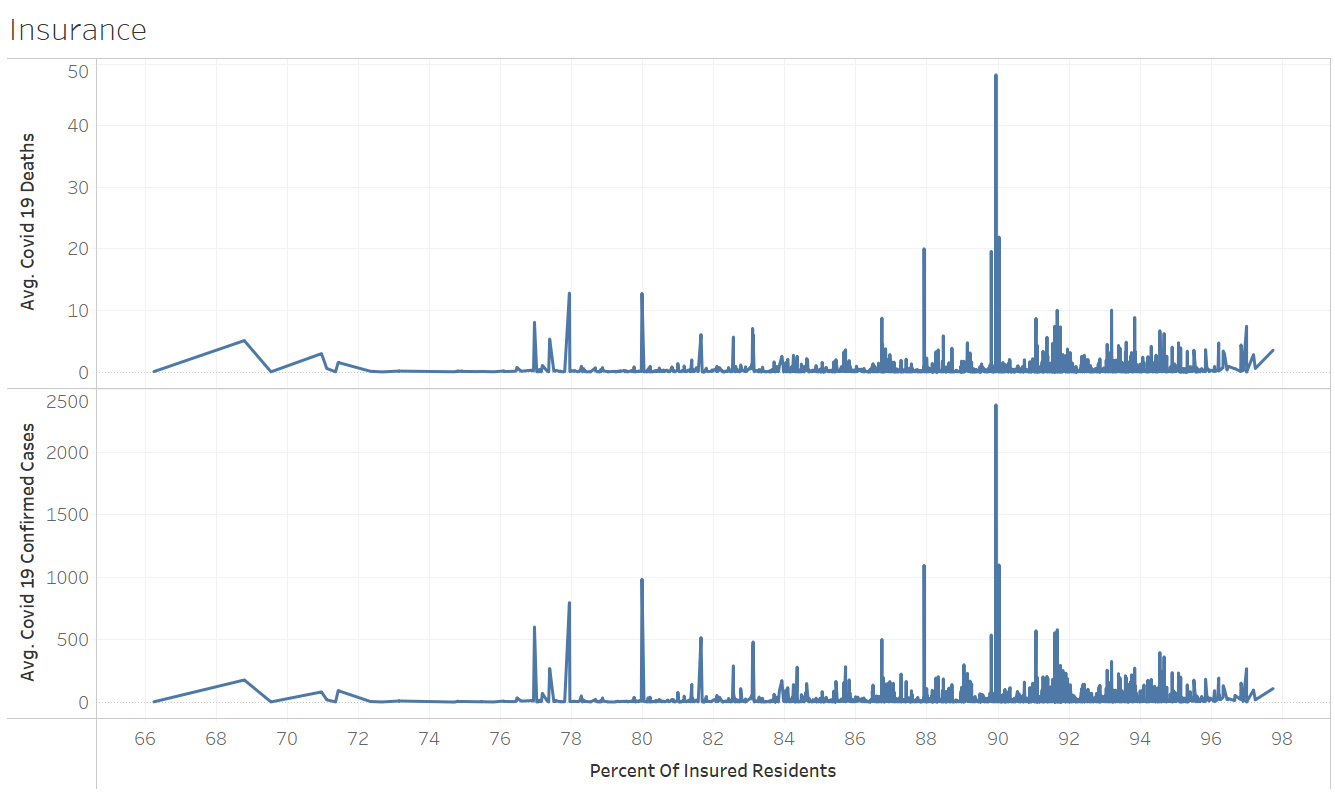 Insurance
50
40
30
20
10
0
Avg. Covid 19 Deaths
2500
2000
1500
1000
500
0
Avg. Covid 19 Confirmed Cases
66 68 70 72 74 76 78 80 82 84 86 88 90 92 94 96 98
Percent Of Insured Residents